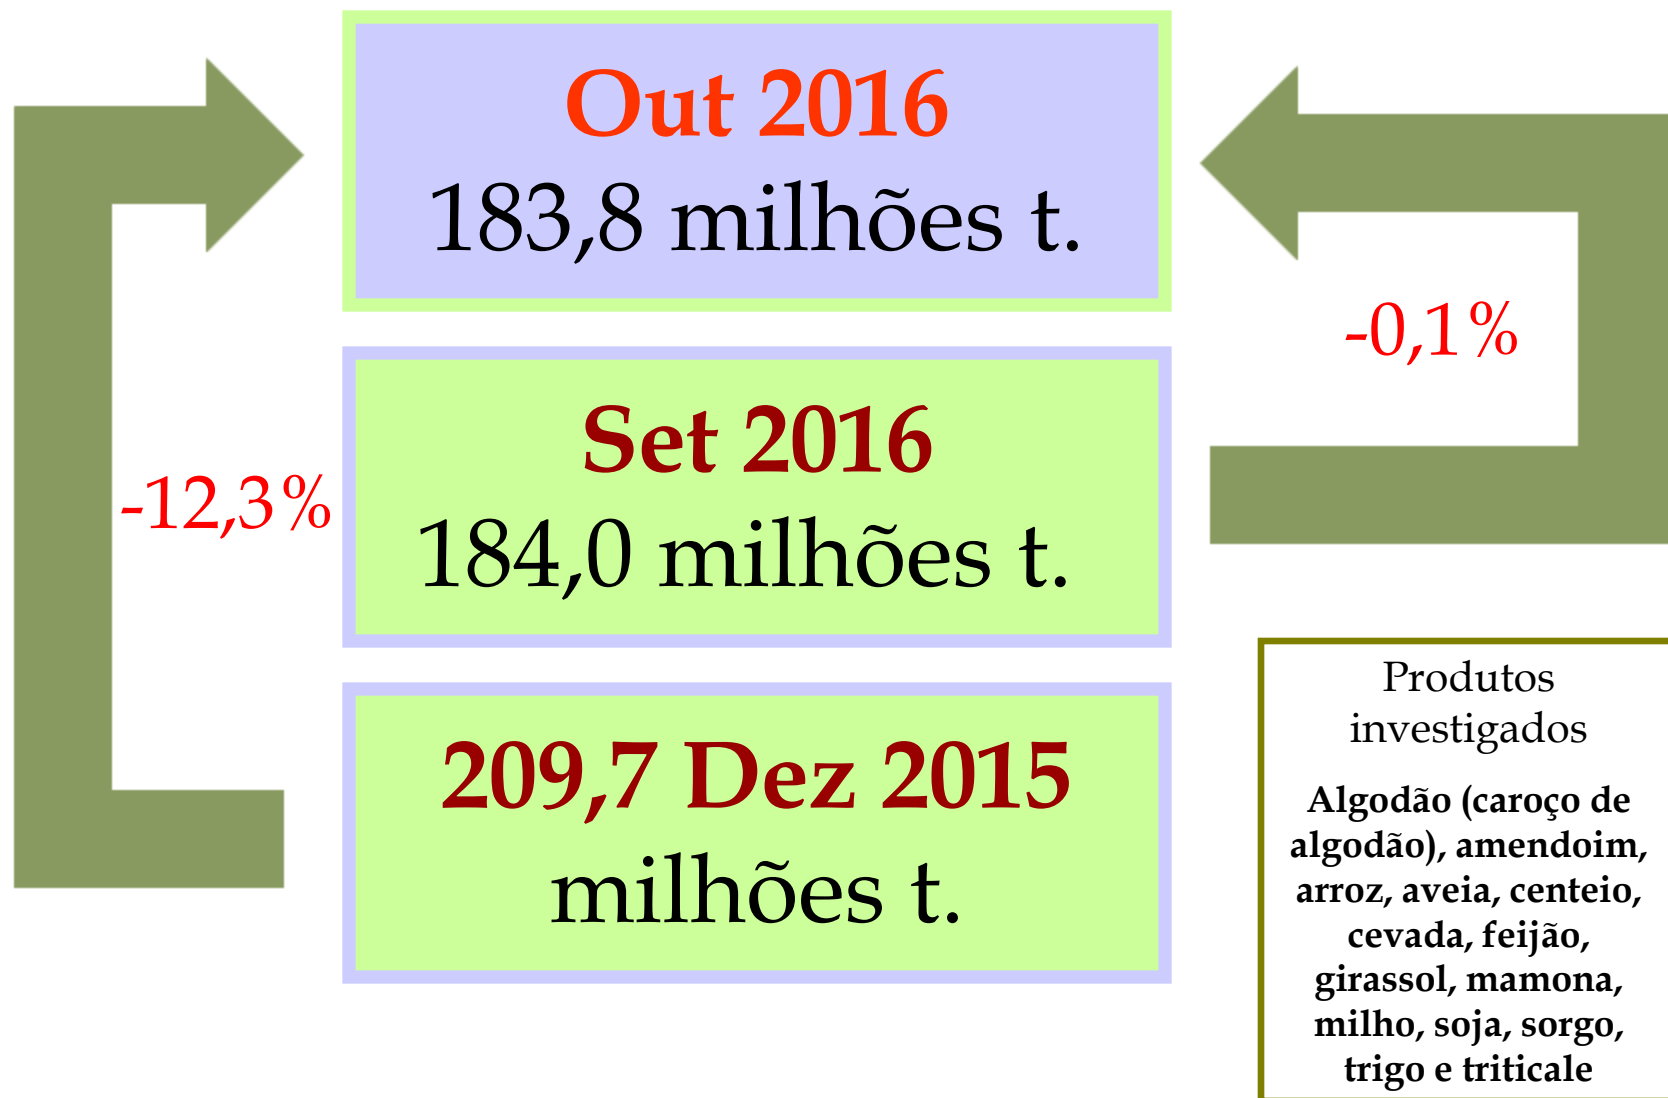 Out 2016
183,8 milhões t.
-0,1%
Set 2016
184,0 milhões t.
-12,3%
209,7 Dez 2015
milhões t.
Produtos
investigados
Algodão (caroço de
algodão), amendoim,
arroz, aveia, centeio,
cevada, feijão,
girassol, mamona,
milho, soja, sorgo,
trigo e triticale